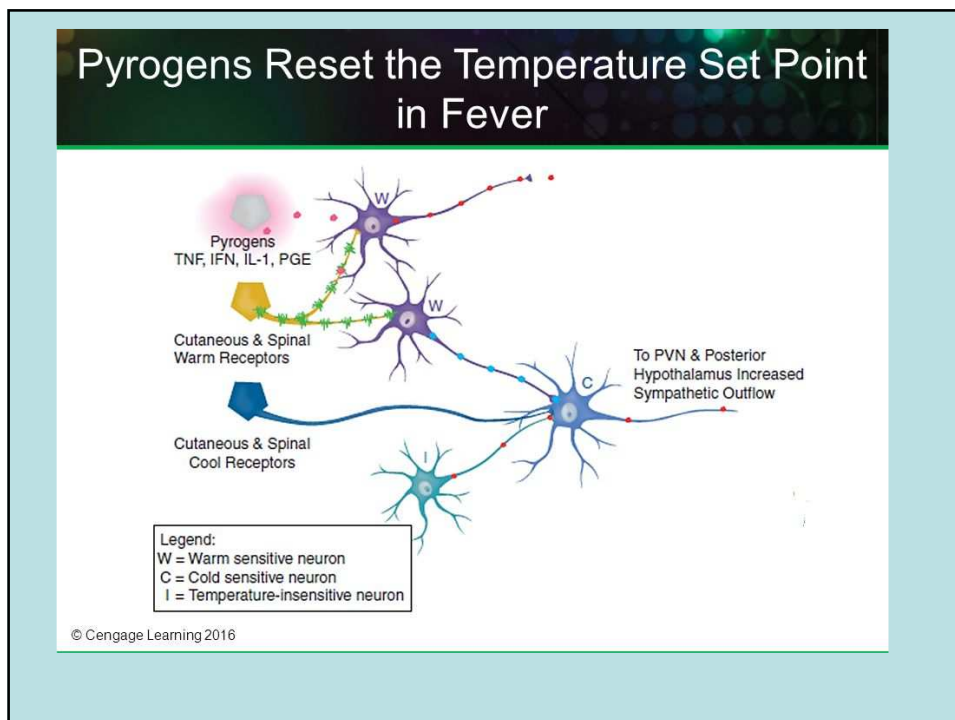 Pyrogens Reset the Temperature Set Point
in Fever
W
Pyrogens
TNF, IFN, IL-1, PGE
W
Cutaneous & Spinal
Warm Receptors
To PVN & Posterior
Hypothalamus Increased
Sympathetic Outflow
C
Cutaneous & Spinal
Cool Receptors
I
Legend:
W = Warm sensitive neuron
C = Cold sensitive neuron
I = Temperature-insensitive neuron
© Cengage Learning 2016